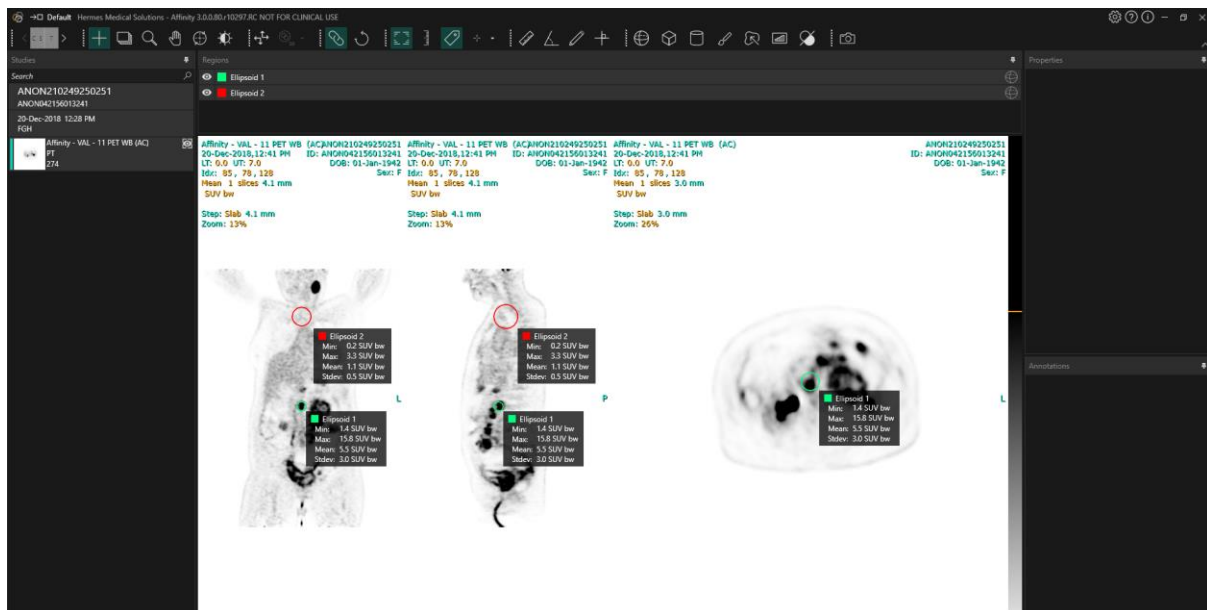 Default Hermes Medical Solutions - Affinity 3.0.0.80.r10297.RC NOT FOR CLINICAL USE
Studies
Search
ANON210249250251
ANON042156013241
20-Dec-2018 12:28 PM
FGH
Affinity - VAL - 11 PET WB (AC)
PT
274
Regions
Ellipsoid 1
Ellipsoid 2
Affinity - VAL - 11 PET WB (AC)
20-Dec-2018,12:41 PM
LT: 0.0 UT: 7.0
Idx: 85, 78, 128
Mean 1 slices 4.1 mm
SUV bw
Step: Slab 4.1 mm
Zoom: 13%
ANON210249250251
ID: ANON042156013241
DOB: 01-Jan-1942
Sex: F
Ellipsoid 2
Min: 0.2 SUV bw
Max: 3.3 SUV bw
Mean: 1.1 SUV bw
Stdev: 0.5 SUV bw
L
Ellipsoid 1
Min: 1.4 SUV bw
Max: 15.8 SUV bw
Mean: 5.5 SUV bw
Stdev: 3.0 SUV bw
Affinity - VAL - 11 PET WB (AC)
20-Dec-2018,12:41 PM
LT: 0.0 UT: 7.0
Idx: 85, 78, 128
Mean 1 slices 4.1 mm
SUV bw
Step: Slab 4.1 mm
Zoom: 13%
ANON210249250251
ID: ANON042156013241
DOB: 01-Jan-1942
Sex: F
Ellipsoid 2
Min: 0.2 SUV bw
Max: 3.3 SUV bw
Mean: 1.1 SUV bw
Stdev: 0.5 SUV bw
P
Ellipsoid 1
Min: 1.4 SUV bw
Max: 15.8 SUV bw
Mean: 5.5 SUV bw
Stdev: 3.0 SUV bw
Affinity - VAL - 11 PET WB (AC)
20-Dec-2018,12:41 PM
LT: 0.0 UT: 7.0
Idx: 85, 78, 128
Mean 1 slices 3.0 mm
SUV bw
Step: Slab 3.0 mm
Zoom: 26%
ANON210249250251
ID: ANON042156013241
DOB: 01-Jan-1942
Sex: F
L
Ellipsoid 1
Min: 1.4 SUV bw
Max: 15.8 SUV bw
Mean: 5.5 SUV bw
Stdev: 3.0 SUV bw
Properties
Annotations